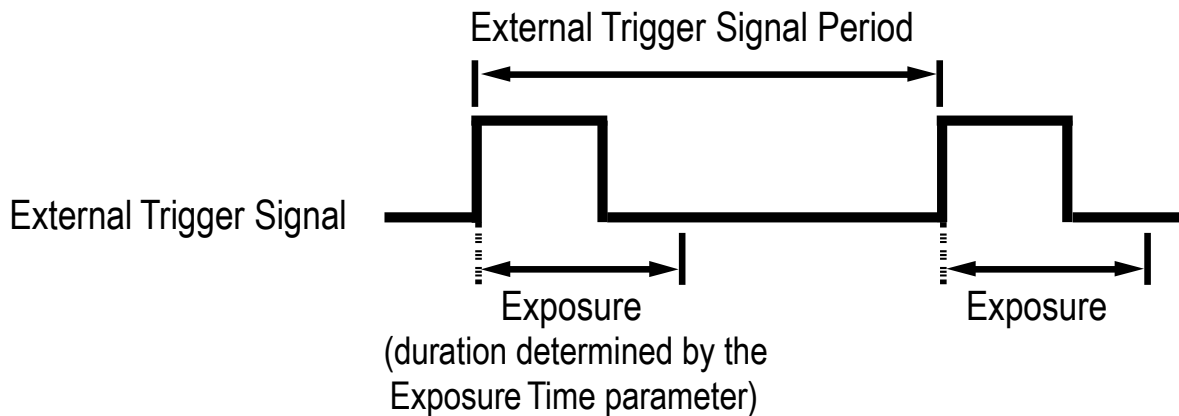 External Trigger Signal Period
External Trigger Signal
Exposure
(duration determined by the
Exposure Time parameter)
Exposure